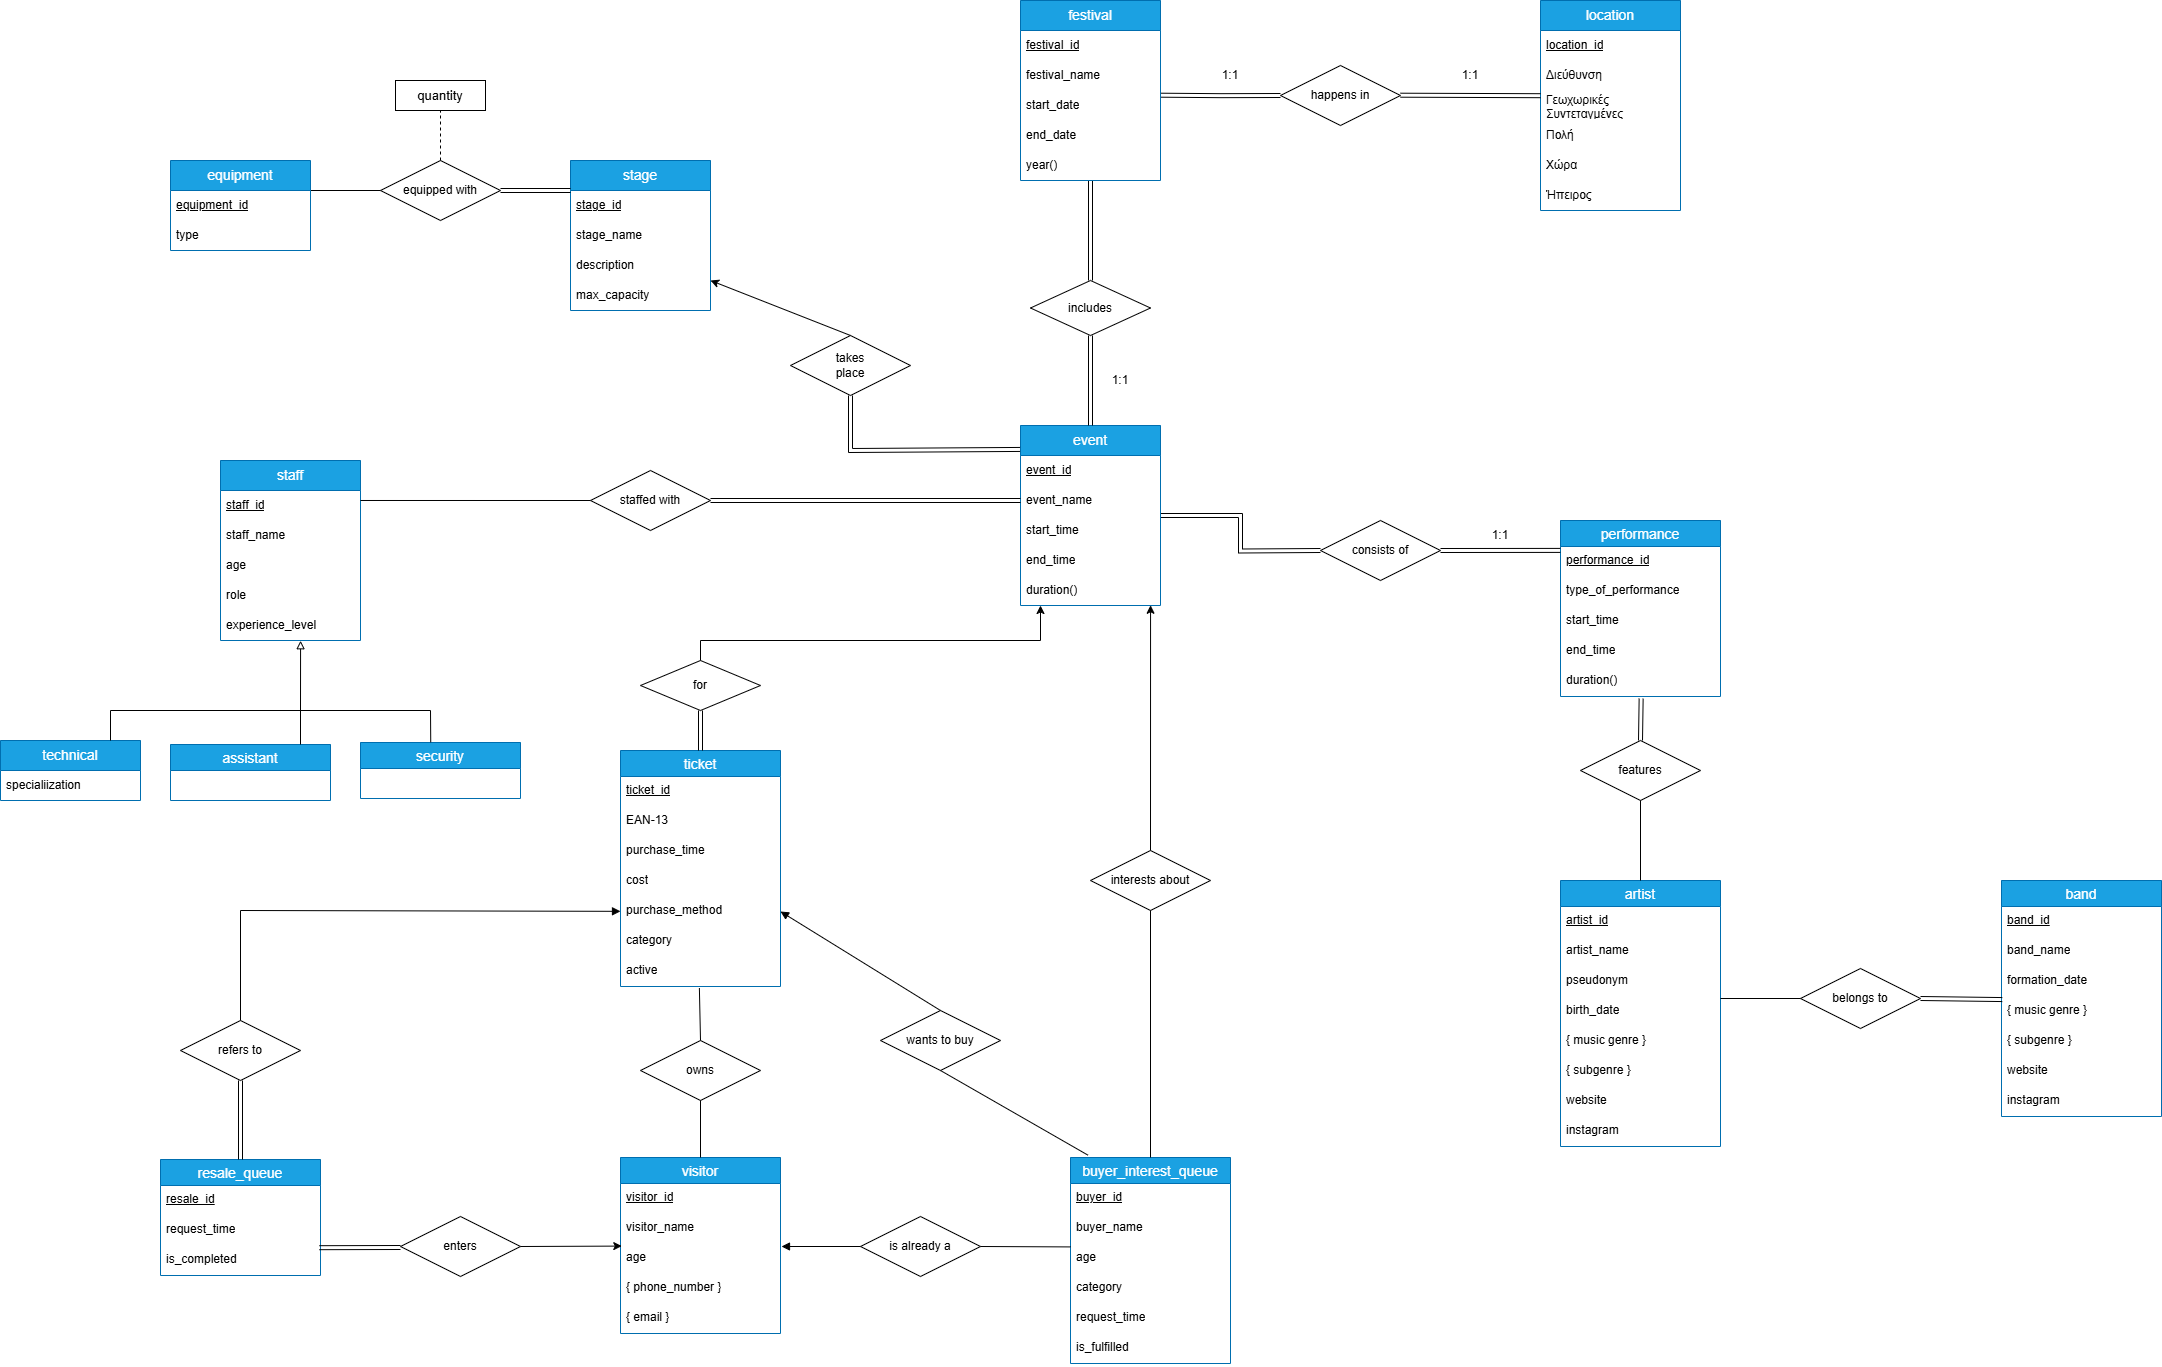 festival
festival_id
festival_name
start_date
end_date
year()
1:1
happens in
1:1
location
location_id
Διεύθυνση
Γεωχωρικές
Συντεταγμένες
Πολή
Χώρα
Ήπειρος
quantity
equipment
equipment_id
type
equipped with
stage
stage_id
stage_name
description
max_capacity
includes
1:1
takes
place
event
event_id
event_name
start_time
end_time
duration()
staff
staff_id
staff_name
age
role
experience_level
staffed with
consists of
1:1
performance
performance_id
type_of_performance
start_time
end_time
duration()
technical
specialiization
assistant
security
for
ticket
ticket_id
EAN-13
purchase_time
cost
purchase_method
category
active
features
interests about
artist
artist_id
artist_name
pseudonym
birth_date
{ music genre }
{ subgenre }
website
instagram
belongs to
band
band_id
band_name
formation_date
{ music genre }
{ subgenre }
website
instagram
refers to
owns
wants to buy
resale_queue
resale_id
request_time
is_completed
enters
visitor
visitor_id
visitor_name
age
{ phone_number }
{ email }
is already a
buyer_interest_queue
buyer_id
buyer_name
age
category
request_time
is_fulfilled